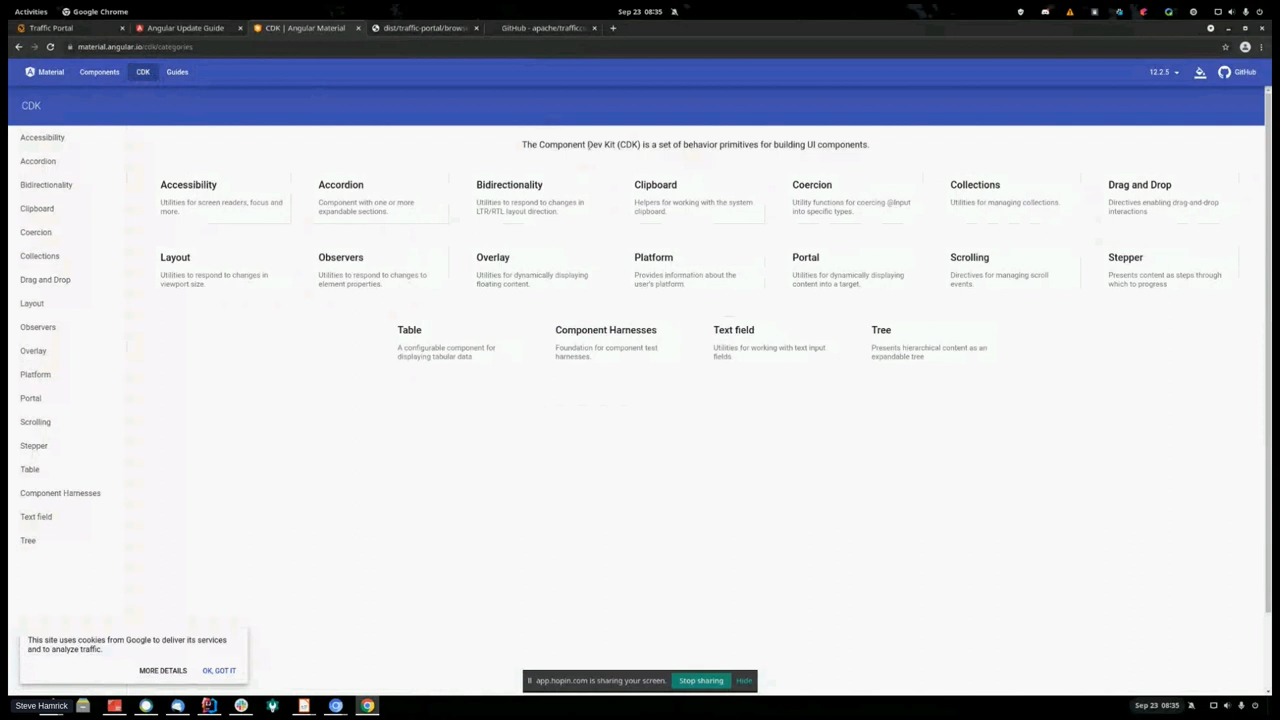 Activities
Google Chrome
Sep 23 08:35
Traffic Portal
Angular Update Guide
CDK | Angular Material
dist/traffic-portal/brows
GitHub - apache/trafficc
material.angular.io/cdk/categories
Material
Components
CDK
Guides
12.2.5
GitHub
CDK
Accessibility
Accordion
Bidirectionality
Clipboard
Coercion
Collections
Drag and Drop
Layout
Observers
Overlay
Platform
Portal
Scrolling
Stepper
Table
Component Harnesses
Text field
Tree
The Component Dev Kit (CDK) is a set of behavior primitives for building UI components.
Accessibility
Utilities for screen readers, focus and
more.
Accordion
Component with one or more
expandable sections.
Bidirectionality
Utilities to respond to changes in
LTR/RTL layout direction.
Clipboard
Helpers for working with the system
clipboard.
Coercion
Utility functions for coercing @Input
into specific types.
Collections
Utilities for managing collections.
Drag and Drop
Directives enabling drag-and-drop
interactions
Layout
Utilities to respond to changes in
viewport size.
Observers
Utilities to respond to changes to
element properties.
Overlay
Utilities for dynamically displaying
floating content.
Platform
Provides information about the
user's platform.
Portal
Utilities for dynamically displaying
content into a target.
Scrolling
Directives for managing scroll
events.
Stepper
Presents content as steps through
which to progress
Table
A configurable component for
displaying tabular data
Component Harnesses
Foundation for component test
harnesses.
Text field
Utilities for working with text input
fields.
Tree
Presents hierarchical content as an
expandable tree
This site uses cookies from Google to deliver its services
and to analyze traffic.
MORE DETAILS
OK, GOT IT
app.hopin.com is sharing your screen.
Stop sharing
Hide
Steve Hamrick
Sep 23 08:35